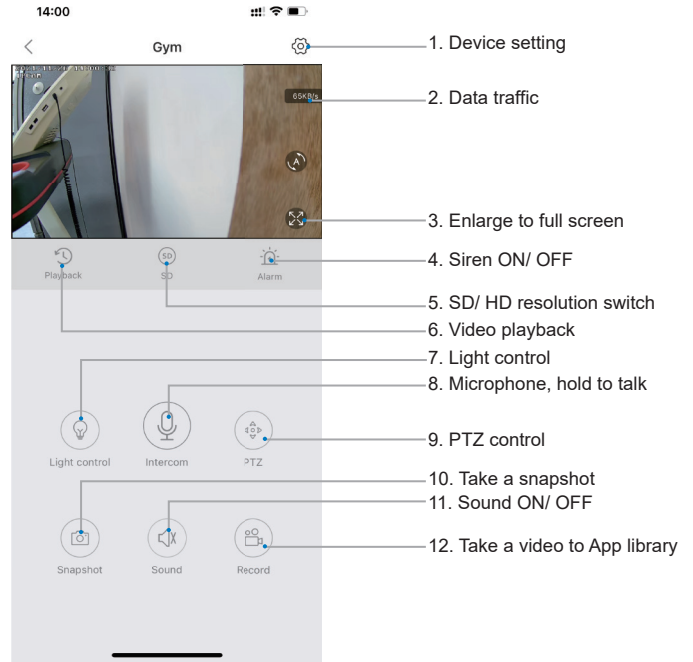 14:00
Gym
1. Device setting
65KB/s
2. Data traffic
A
3. Enlarge to full screen
4. Siren ON/ OFF
SD
Playback
SD
Alarm
5. SD/ HD resolution switch
6. Video playback
7. Light control
8. Microphone, hold to talk
9. PTZ control
Light control
Intercom
PTZ
10. Take a snapshot
11. Sound ON/ OFF
12. Take a video to App library
Snapshot
Sound
Record